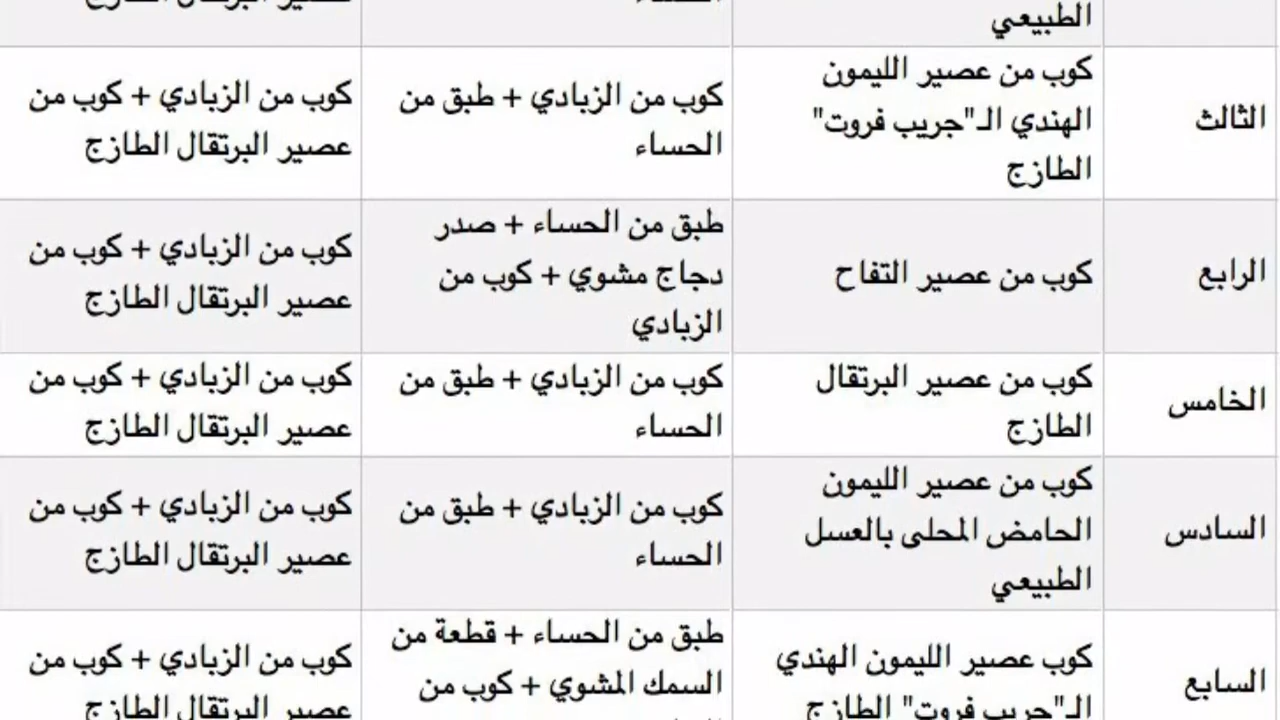 الطبيعي
الثالث
كوب من عصير الليمون
الهندي الـ"جريب فروت"
الطازج
كوب من الزبادي + طبق من
الحساء
كوب من الزبادي + كوب من
عصير البرتقال الطازج
الرابع
كوب من عصير التفاح
طبق من الحساء + صدر
دجاج مشوي + كوب من
الزبادي
كوب من الزبادي + كوب من
عصير البرتقال الطازج
الخامس
كوب من عصير البرتقال
الطازج
كوب من الزبادي + طبق من
الحساء
كوب من الزبادي + كوب من
عصير البرتقال الطازج
السادس
كوب من عصير الليمون
الحامض المحلى بالعسل
الطبيعي
كوب من الزبادي + طبق من
الحساء
كوب من الزبادي + كوب من
عصير البرتقال الطازج
السابع
كوب عصير الليمون الهندي
الـ"جريب فروت" الطازج
طبق من الحساء + قطعة من
السمك المشوي + كوب من
كوب من الزبادي + كوب من
عصير البرتقال الطازج